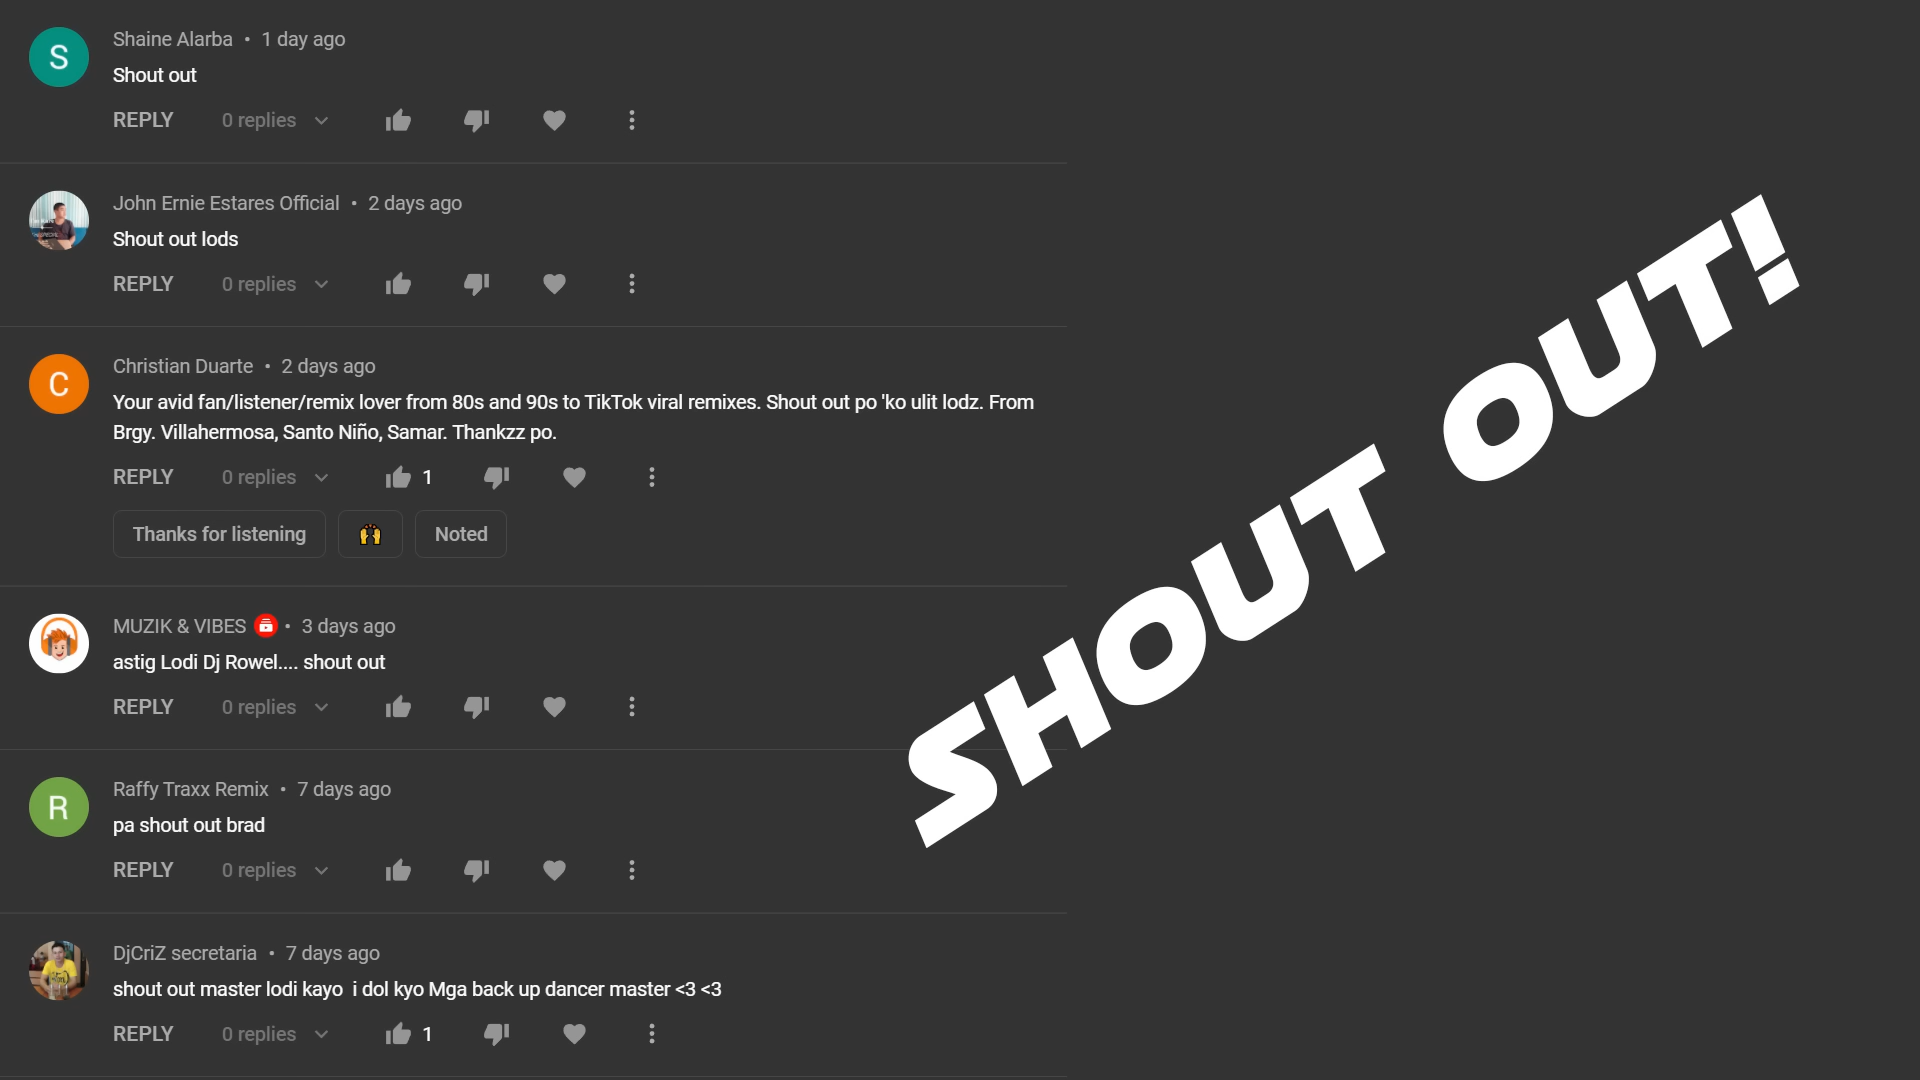 S
Shaine Alarba • 1 day ago
Shout out
REPLY 0 replies
John Ernie Estares Official • 2 days ago
Shout out lods
REPLY 0 replies
C
Christian Duarte • 2 days ago
Your avid fan/listener/remix lover from 80s and 90s to TikTok viral remixes. Shout out po 'ko ulit lodz. From
Brgy. Villahermosa, Santo Niño, Samar. Thankzz po.
REPLY 0 replies 1
Thanks for listening 🙌 Noted
MUZIK & VIBES • 3 days ago
astig Lodi Dj Rowel.... shout out
REPLY 0 replies
R
Raffy Traxx Remix • 7 days ago
pa shout out brad
REPLY 0 replies
DjCriZ secretaria • 7 days ago
shout out master lodi kayo  i dol kyo Mga back up dancer master <3 <3
REPLY 0 replies 1
SHOUT OUT!